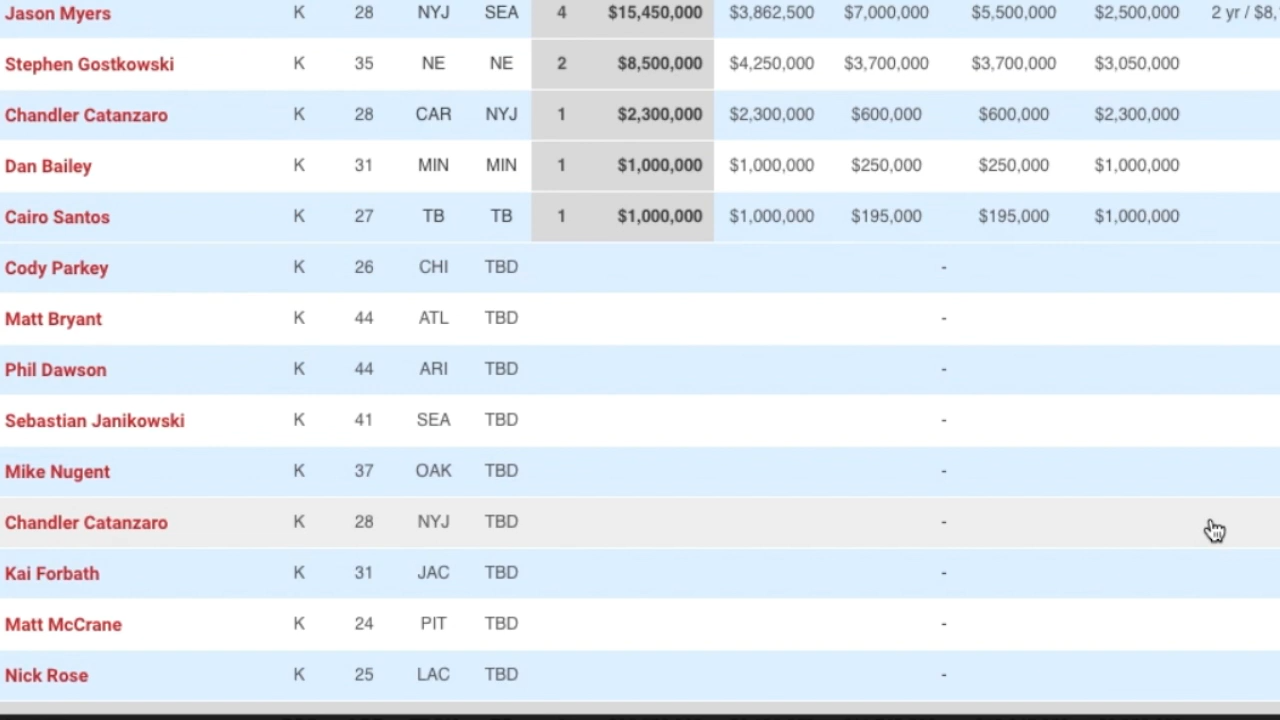 Jason Myers K 28 NYJ SEA 4 $15,450,000 $3,862,500 $7,000,000 $5,500,000 $2,500,000 2 yr / $8,
Stephen Gostkowski K 35 NE NE 2 $8,500,000 $4,250,000 $3,700,000 $3,700,000 $3,050,000
Chandler Catanzaro K 28 CAR NYJ 1 $2,300,000 $2,300,000 $600,000 $600,000 $2,300,000
Dan Bailey K 31 MIN MIN 1 $1,000,000 $1,000,000 $250,000 $250,000 $1,000,000
Cairo Santos K 27 TB TB 1 $1,000,000 $1,000,000 $195,000 $195,000 $1,000,000
Cody Parkey K 26 CHI TBD -
Matt Bryant K 44 ATL TBD -
Phil Dawson K 44 ARI TBD -
Sebastian Janikowski K 41 SEA TBD -
Mike Nugent K 37 OAK TBD -
Chandler Catanzaro K 28 NYJ TBD -
Kai Forbath K 31 JAC TBD -
Matt McCrane K 24 PIT TBD -
Nick Rose K 25 LAC TBD -